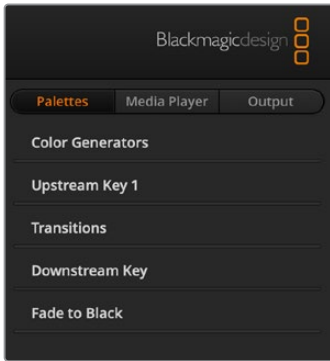 Blackmagicdesign
Palettes Media Player Output
Color Generators
Upstream Key 1
Transitions
Downstream Key
Fade to Black